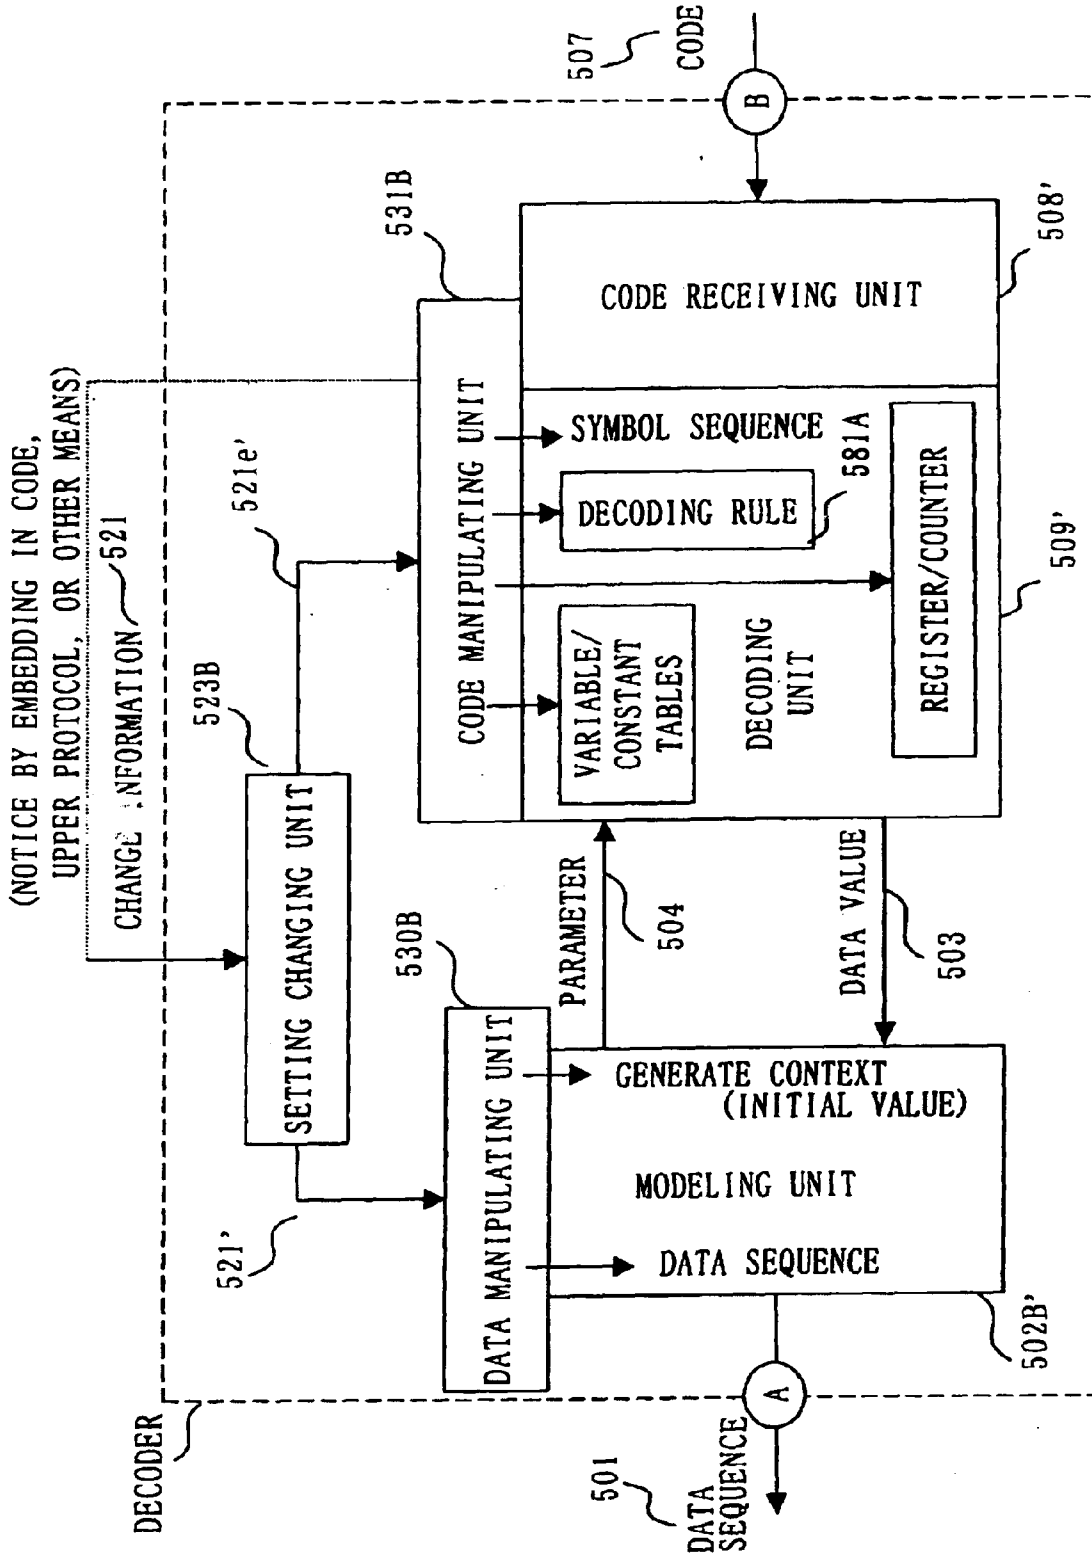 (NOTICE BY EMBEDDING IN CODE,
UPPER PROTOCOL, OR OTHER MEANS)
CHANGE INFORMATION
521
DECODER
523B
SETTING CHANGING UNIT
521'
521e'
530B
DATA MANIPULATING UNIT
GENERATE CONTEXT
(INITIAL VALUE)
MODELING UNIT
DATA SEQUENCE
502B'
501
DATA
SEQUENCE
A
PARAMETER
504
DATA VALUE
503
531B
CODE MANIPULATING UNIT
SYMBOL SEQUENCE
DECODING RULE
581A
VARIABLE/
CONSTANT
TABLES
DECODING
UNIT
REGISTER/COUNTER
509'
CODE RECEIVING UNIT
508'
B
507
CODE